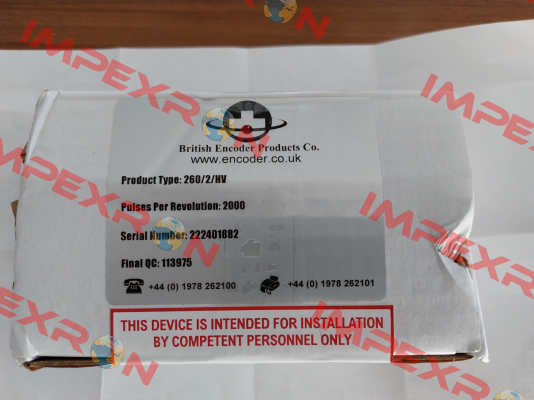 IMPEXRON
IMPEXRON
British Encoder Products Co.
www.encoder.co.uk
Product Type: 260/2/HV
Pulses Per Revolution: 2000
Serial Number: 222401882
Final QC: 113975
+44 (0) 1978 262100
+44 (0) 1978 262101
THIS DEVICE IS INTENDED FOR INSTALLATION
BY COMPETENT PERSONNEL ONLY
IMPEXRON
IMPEXRON
IMPEXRON